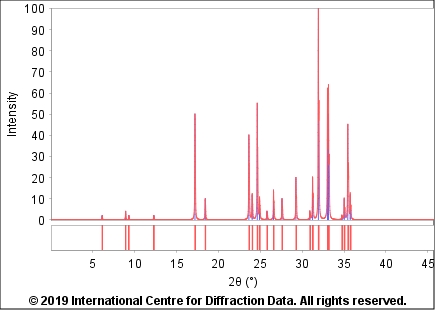 100
90
80
70
60
50
40
30
20
10
0
Intensity
5 10 15 20 25 30 35 40 45
2θ (°)
© 2019 International Centre for Diffraction Data. All rights reserved.